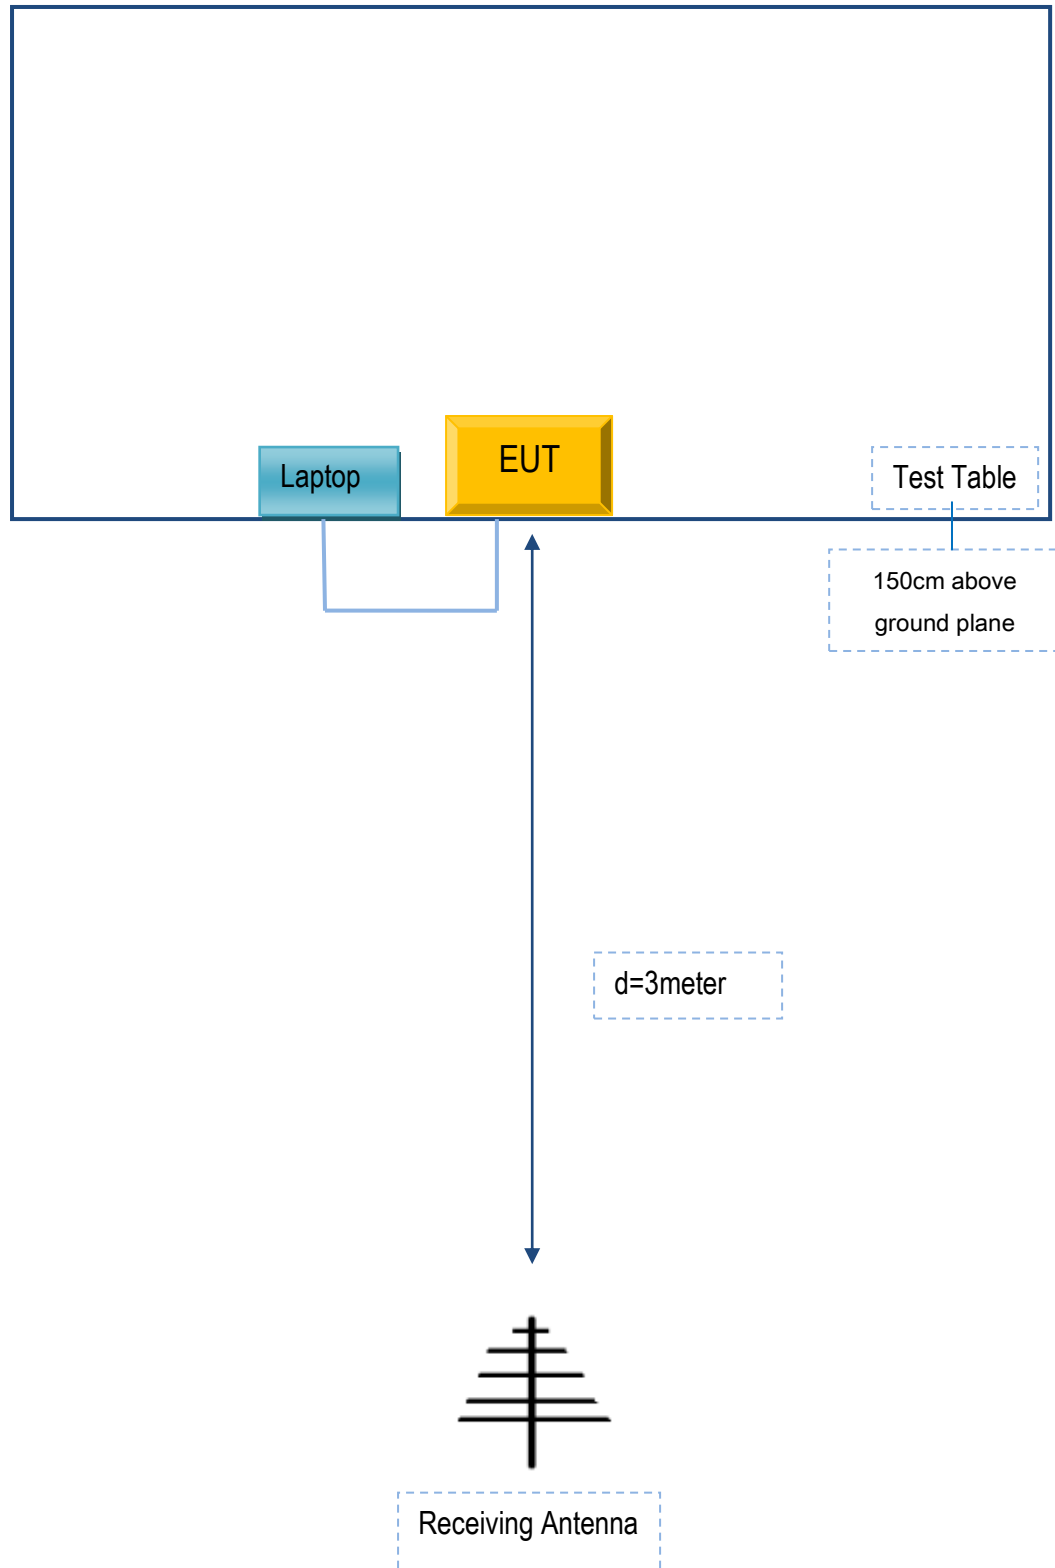 Laptop
EUT
Test Table
150cm above
ground plane
d=3meter
Receiving Antenna